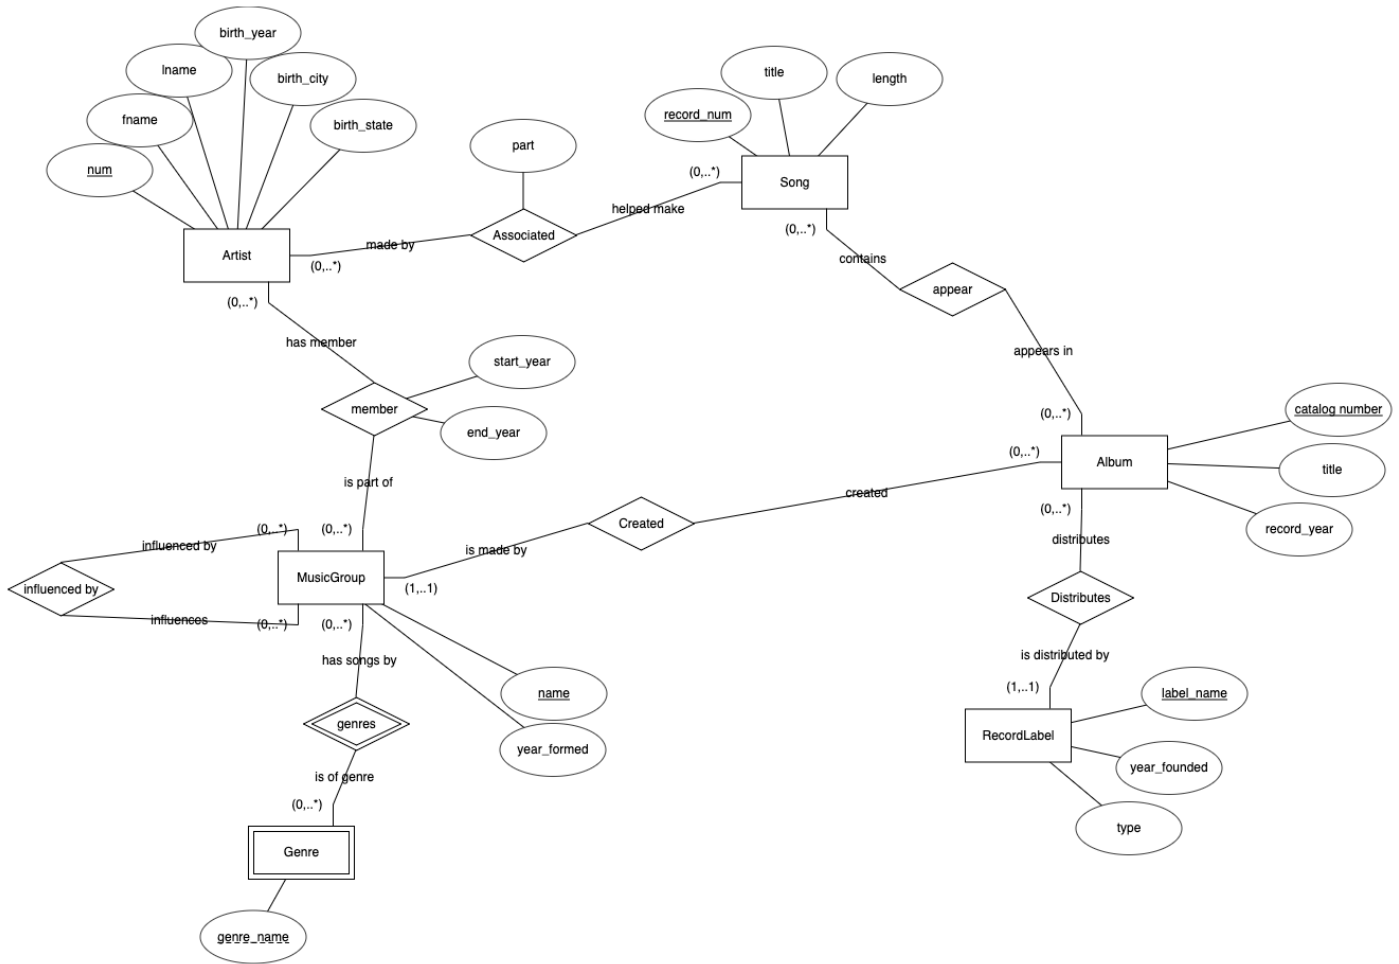 birth_year
lname
birth_city
fname
birth_state
num
Artist
(0,..*)
made by
part
Associated
helped make
(0,..*)
title
length
record_num
Song
(0,..*)
contains
appear
appears in
(0,..*)
(0,..*)
has member
start_year
member
end_year
is part of
(0,..*)
(0,..*)
influenced by
influenced by
influences
(0,..*)
MusicGroup
(1,..1)
is made by
Created
created
(0,..*)
Album
catalog number
title
record_year
(0,..*)
distributes
Distributes
is distributed by
(1,..1)
RecordLabel
label_name
year_founded
type
(0,..*)
has songs by
name
year_formed
genres
is of genre
(0,..*)
Genre
genre_name